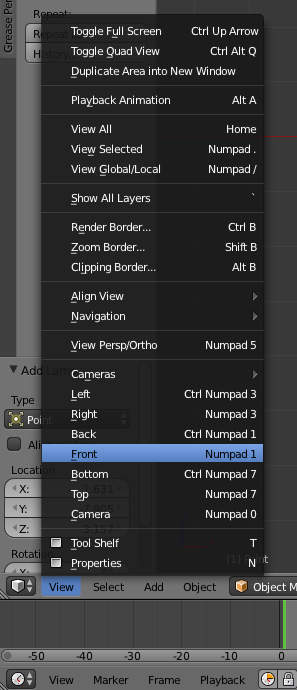 Grease Pen
Repeat:
Repeat
History...
Toggle Full Screen Ctrl Up Arrow
Toggle Quad View Ctrl Alt Q
Duplicate Area into New Window
Playback Animation Alt A
View All Home
View Selected Numpad .
View Global/Local Numpad /
Show All Layers `
Render Border... Ctrl B
Zoom Border... Shift B
Clipping Border... Alt B
Align View
Navigation
View Persp/Ortho Numpad 5
Cameras
Left Ctrl Numpad 3
Right Numpad 3
Back Ctrl Numpad 1
Front Numpad 1
Bottom Ctrl Numpad 7
Top Numpad 7
Camera Numpad 0
Tool Shelf T
Properties N
Add Lam
Type
Point
Ali
Location
X:
Y:
Z:
Rotation
View Select Add Object Object M
-50 -40 -30 -20 -10 0
View Marker Frame Playback